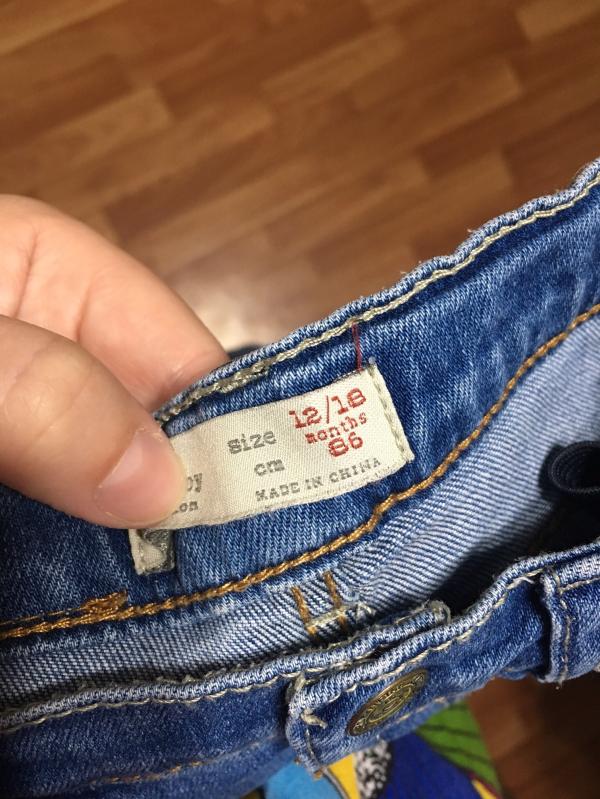 size 12/18
months
cm 86
MADE IN CHINA